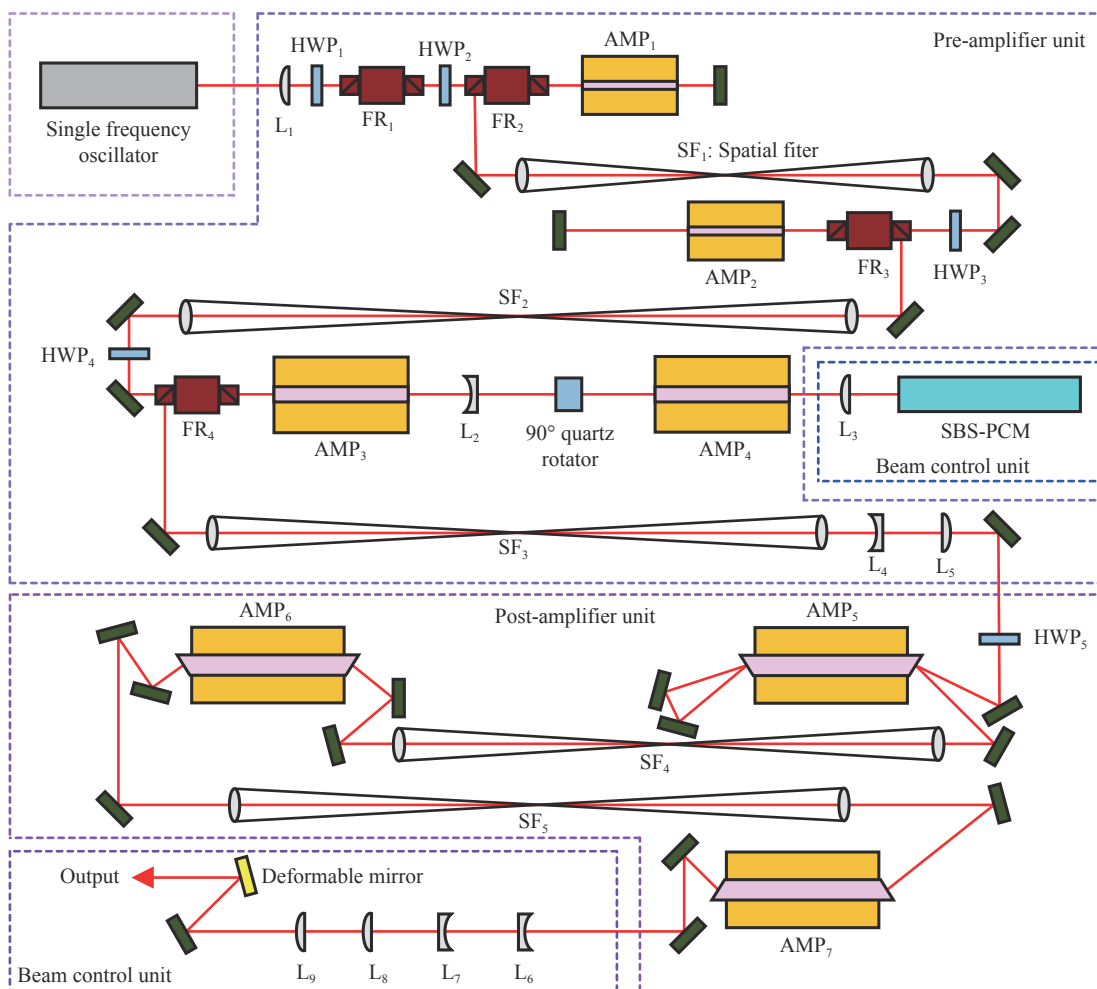 HWP₁
HWP₂
AMP₁
Pre-amplifier unit
L₁
FR₁
FR₂
Single frequency
oscillator
SF₁: Spatial fiter
AMP₂
FR₃
HWP₃
SF₂
HWP₄
FR₄
AMP₃
L₂
90° quartz
rotator
AMP₄
L₃
SBS-PCM
Beam control unit
SF₃
L₄
L₅
AMP₆
Post-amplifier unit
AMP₅
HWP₅
SF₄
SF₅
Output
Deformable mirror
AMP₇
L₉
L₈
L₇
L₆
Beam control unit